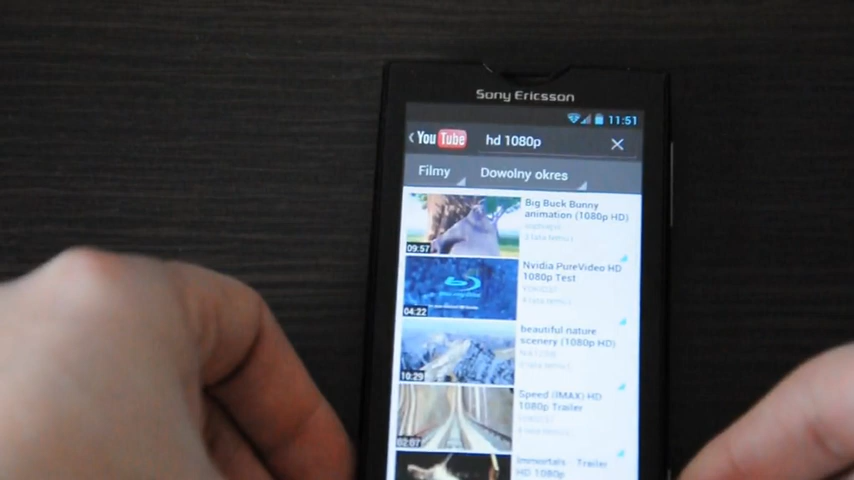 Sony Ericsson
11:51
You Tube hd 1080p
Filmy
Dowolny okres
Big Buck Bunny
animation (1080p HD)
09:57
Nvidia PureVideo HD
1080p Test
04:22
beautiful nature
scenery (1080p HD)
10:29
Speed (IMAX) HD
1080p Trailer
02:07
Immortals - Trailer
HD 1080p